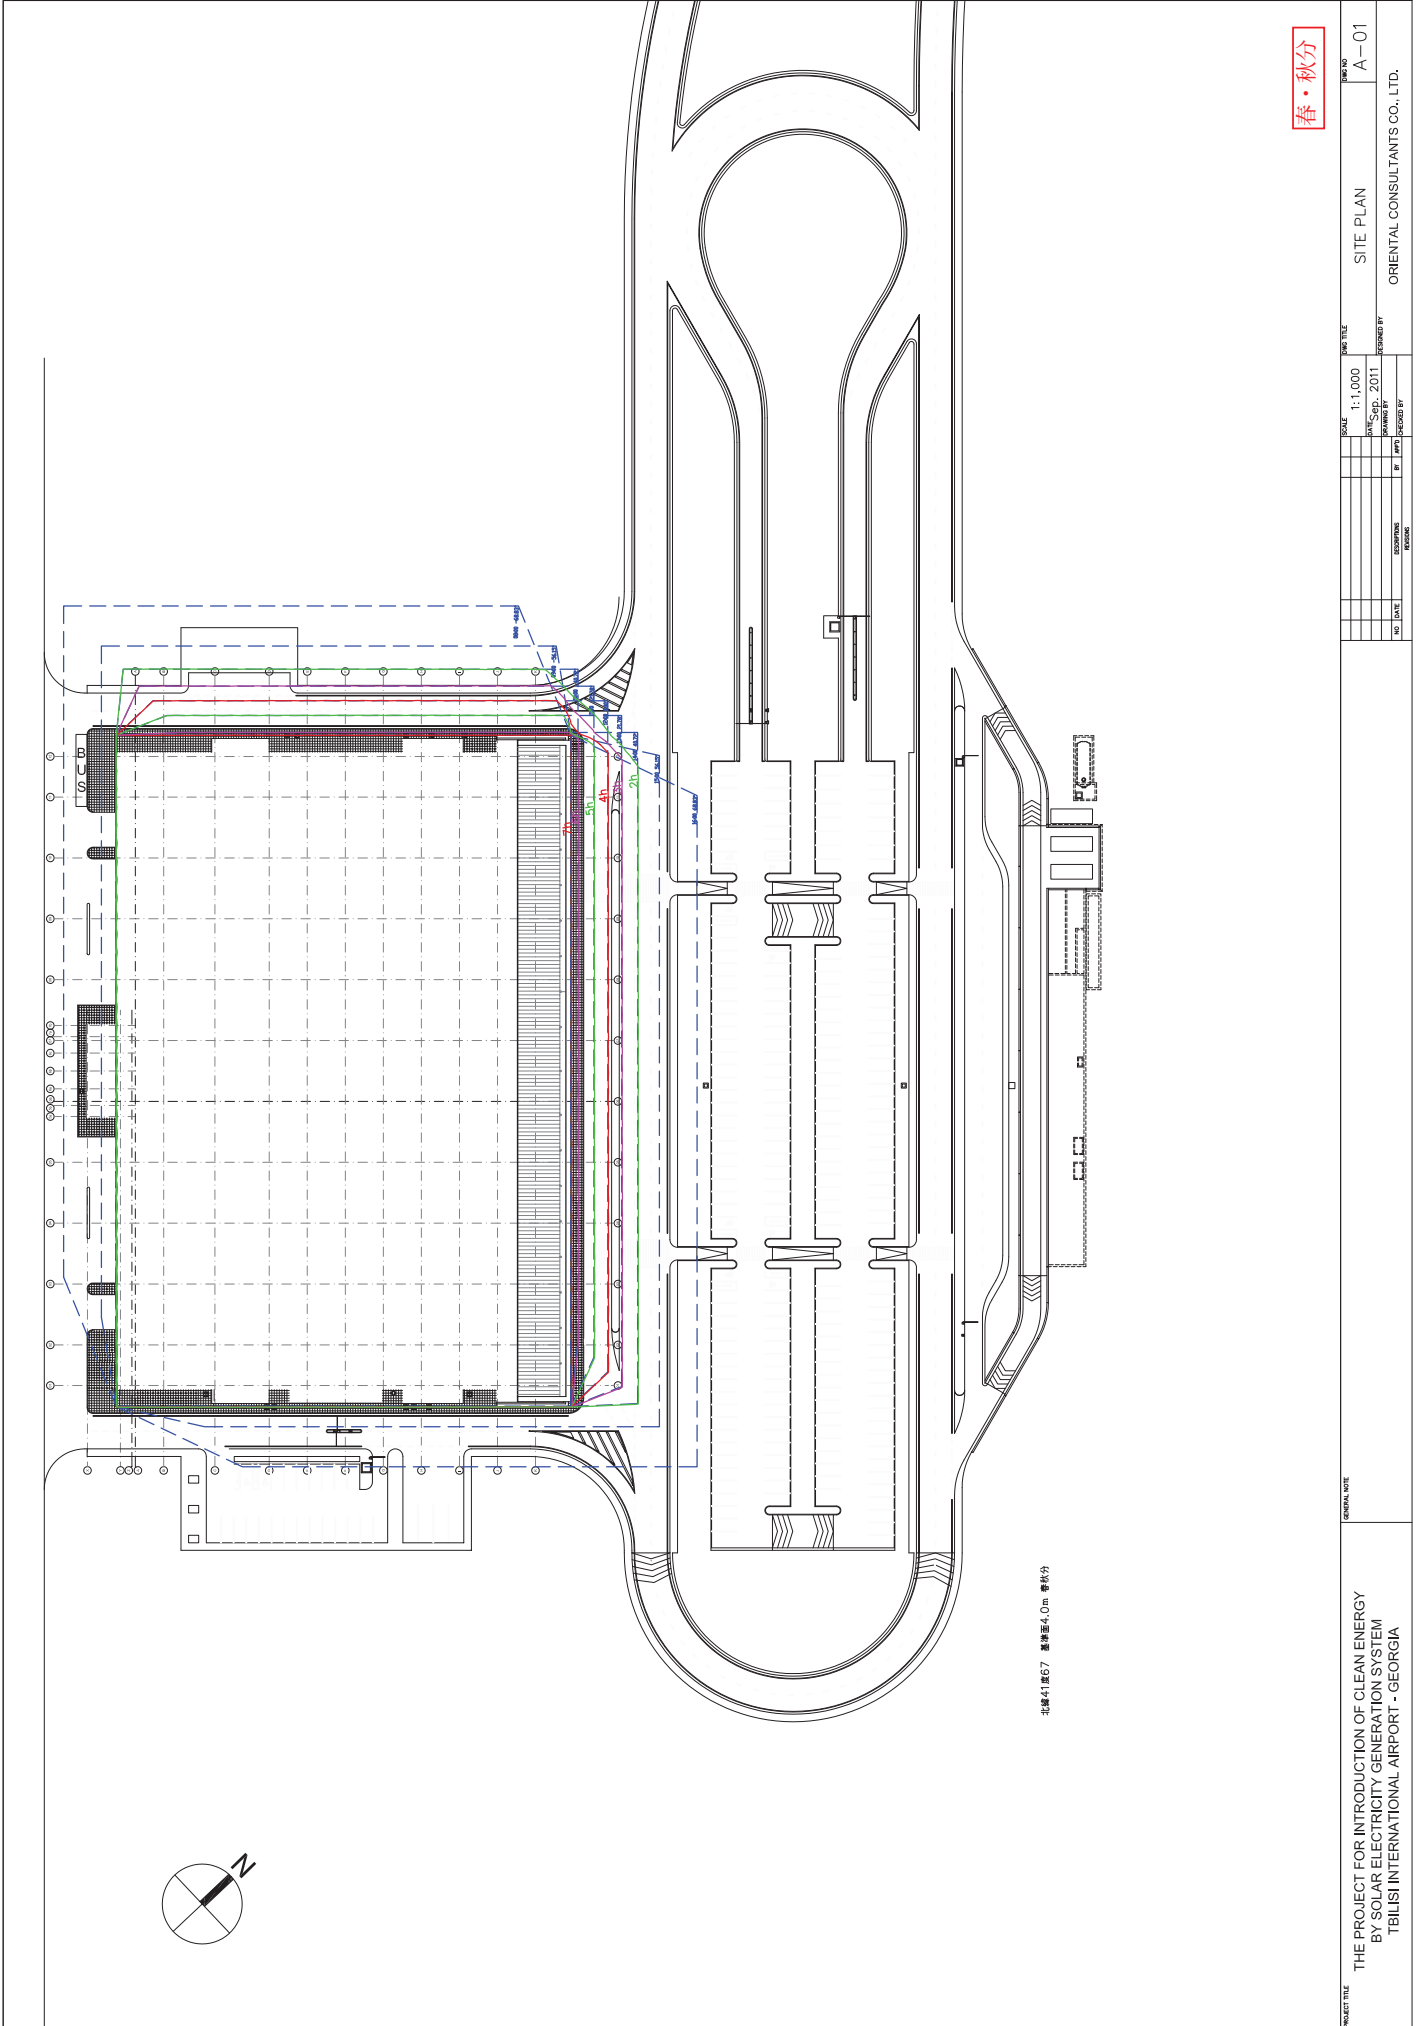 春・秋分
DWG NO
A-01
DWG TITLE
SITE PLAN
DESIGNED BY
ORIENTAL CONSULTANTS CO., LTD.
SCALE
1:1,000
DATE
Sep. 2011
DRAWING BY
CHECKED BY
NO
DATE
DESCRIPTIONS
BY
APP'D
REVISIONS
GENERAL NOTE
PROJECT TITLE
THE PROJECT FOR INTRODUCTION OF CLEAN ENERGY
BY SOLAR ELECTRICITY GENERATION SYSTEM
TBILISI INTERNATIONAL AIRPORT - GEORGIA
北緯41度67 基準面4.0m 春秋分
BUS
7h
5h
4h
3h
2h
N